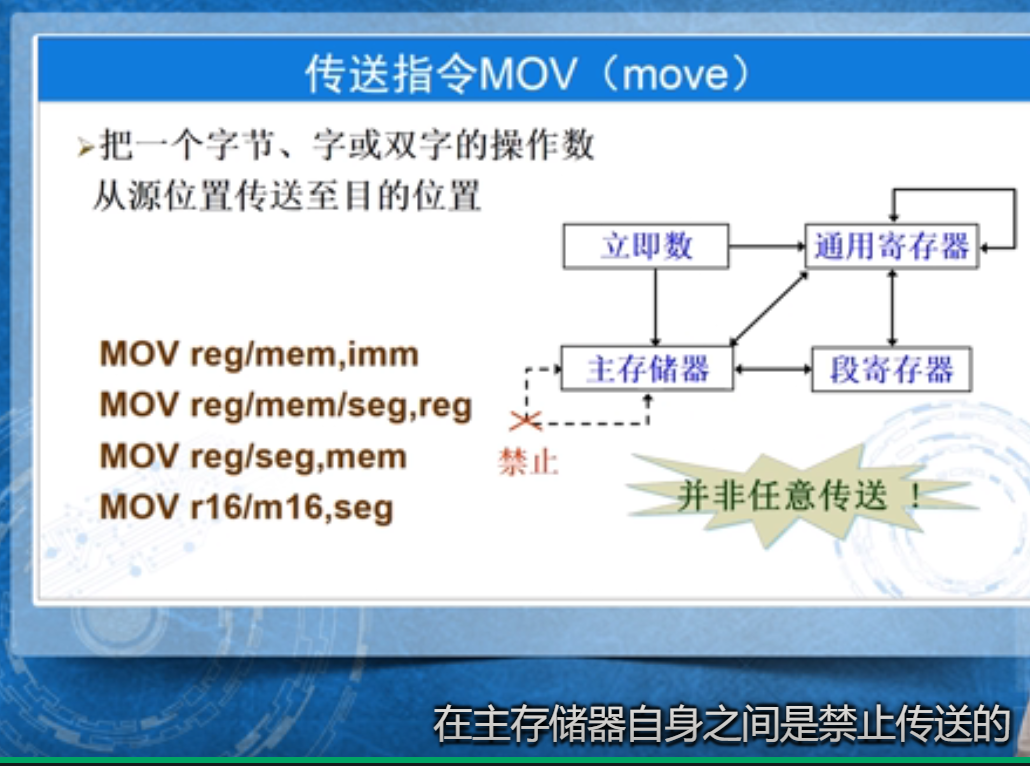 传送指令MOV（move）
➢把一个字节、字或双字的操作数
从源位置传送至目的位置
立即数
通用寄存器
主存储器
段寄存器
MOV reg/mem,imm
MOV reg/mem/seg,reg
MOV reg/seg,mem
MOV r16/m16,seg
禁止
并非任意传送！
在主存储器自身之间是禁止传送的